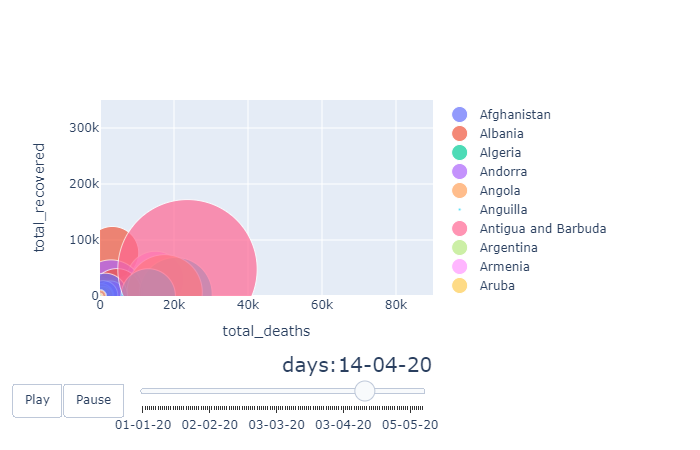 300k
200k
100k
0
total_recovered
0 20k 40k 60k 80k
total_deaths
Afghanistan
Albania
Algeria
Andorra
Angola
Anguilla
Antigua and Barbuda
Argentina
Armenia
Aruba
days:14-04-20
Play Pause
01-01-20 02-02-20 03-03-20 03-04-20 05-05-20